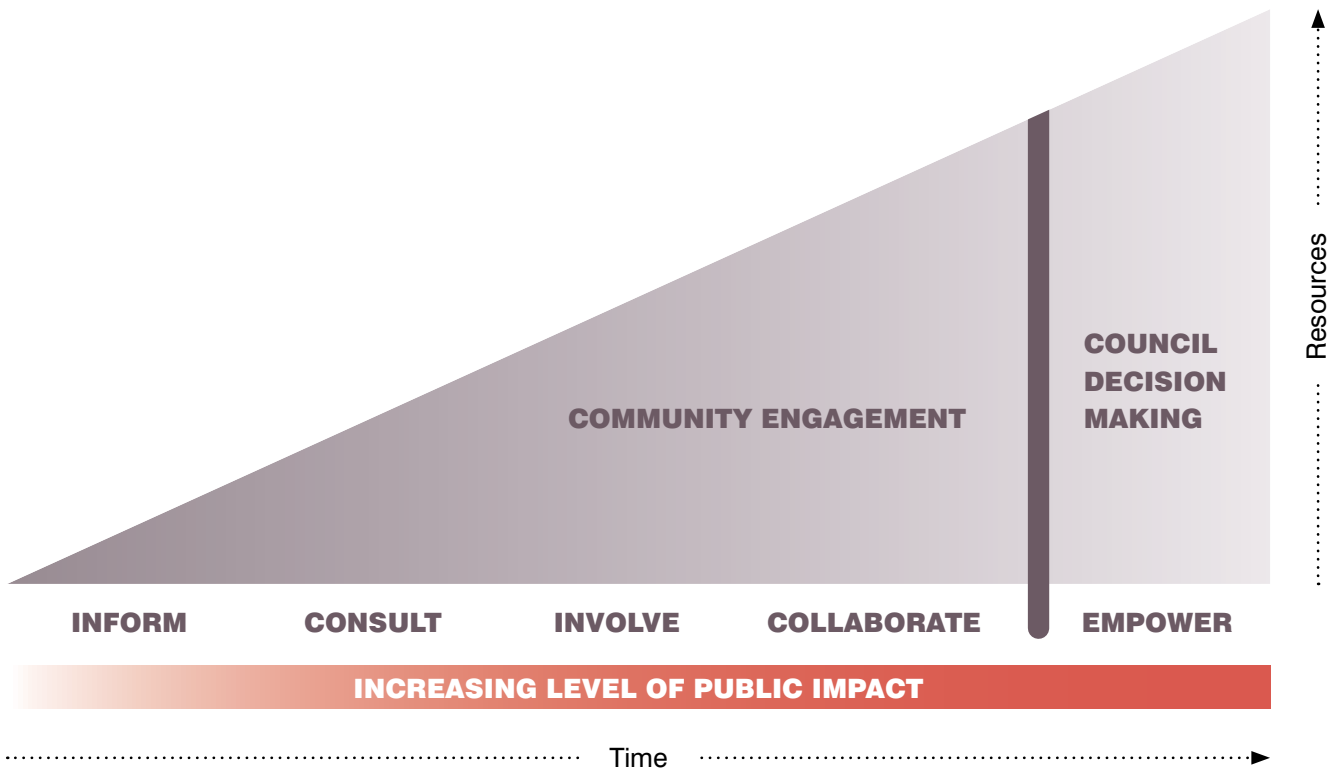 Resources
COUNCIL
DECISION
MAKING
COMMUNITY ENGAGEMENT
INFORM
CONSULT
INVOLVE
COLLABORATE
EMPOWER
INCREASING LEVEL OF PUBLIC IMPACT
Time